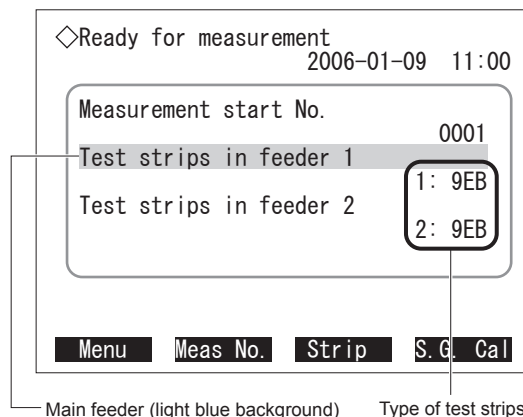 ◇Ready for measurement
2006-01-09 11:00
Measurement start No.
0001
Test strips in feeder 1
1: 9EB
Test strips in feeder 2
2: 9EB
Menu Meas No. Strip S.G. Cal
Main feeder (light blue background) Type of test strips